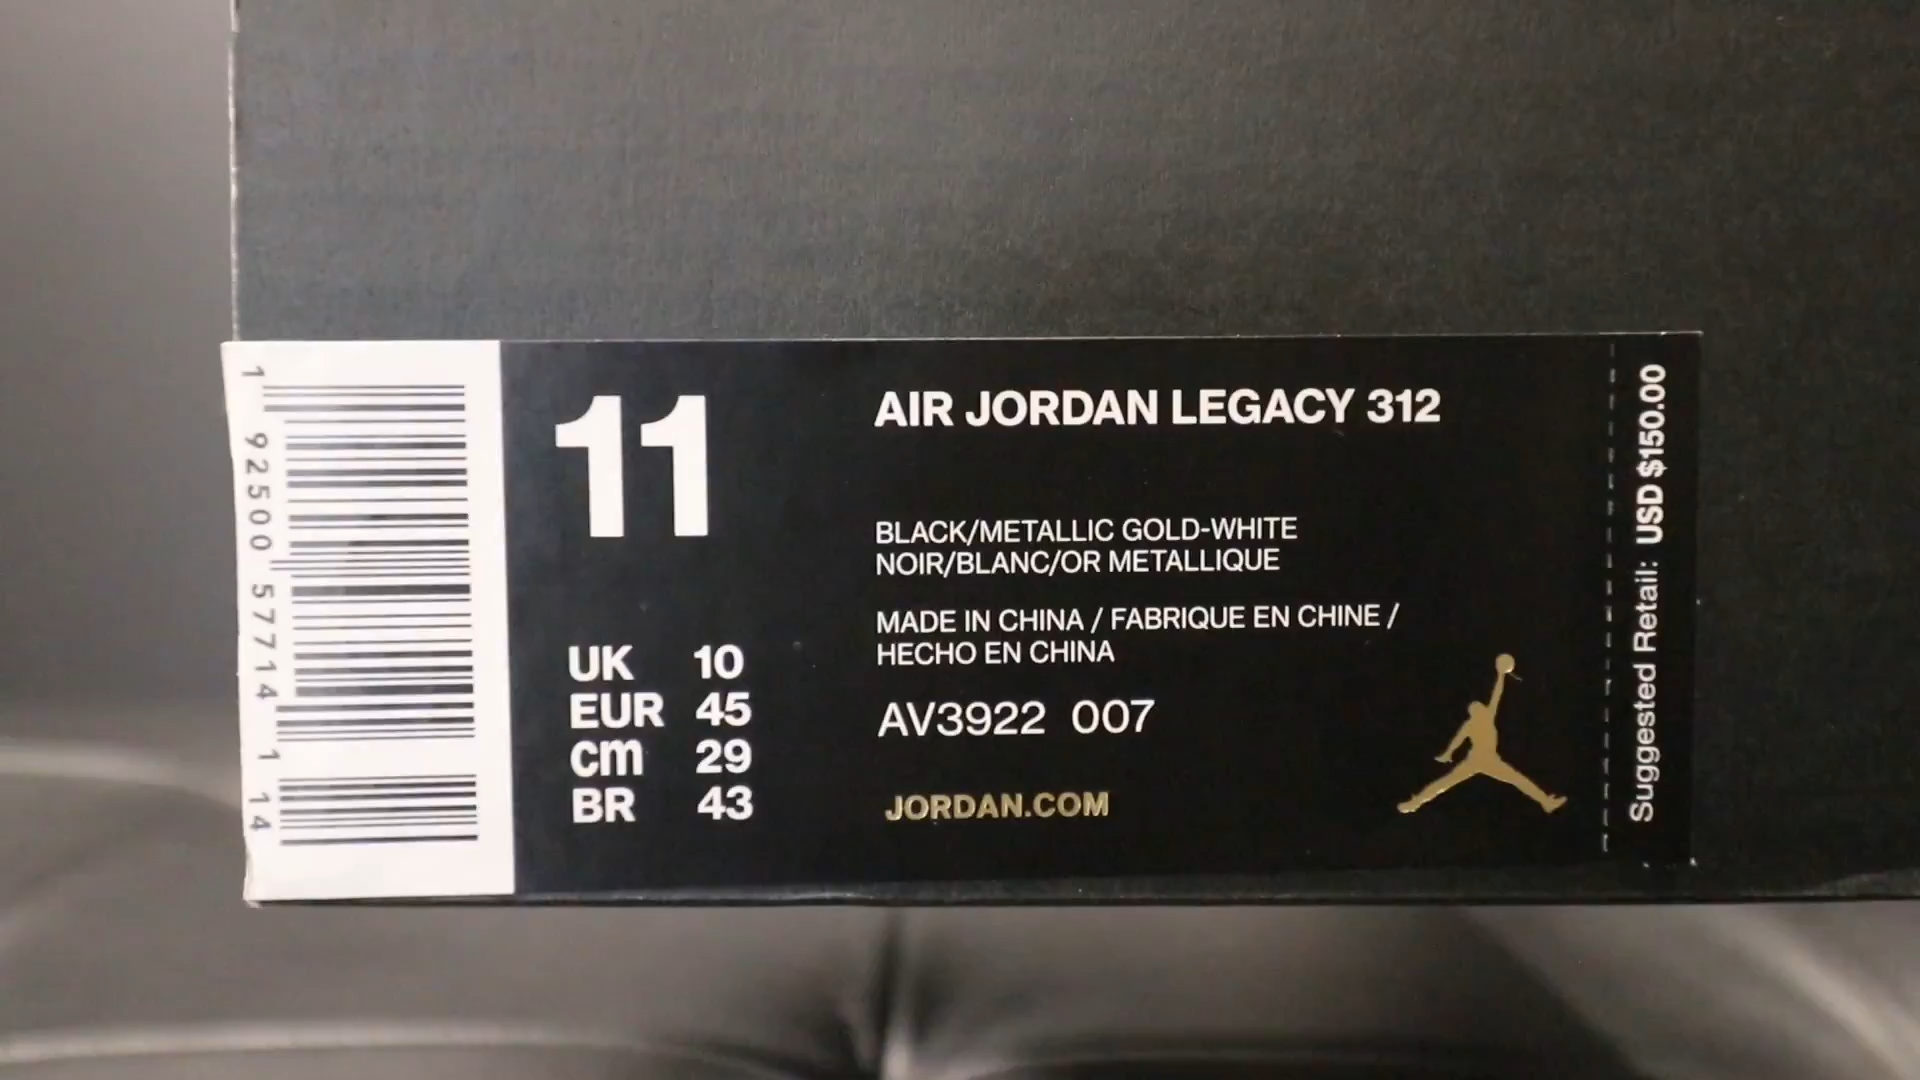 1 92500 57714 1 14
11
UK 10
EUR 45
cm 29
BR 43
AIR JORDAN LEGACY 312
BLACK/METALLIC GOLD-WHITE
NOIR/BLANC/OR METALLIQUE
MADE IN CHINA / FABRIQUE EN CHINE /
HECHO EN CHINA
AV3922 007
JORDAN.COM
Suggested Retail: USD $150.00